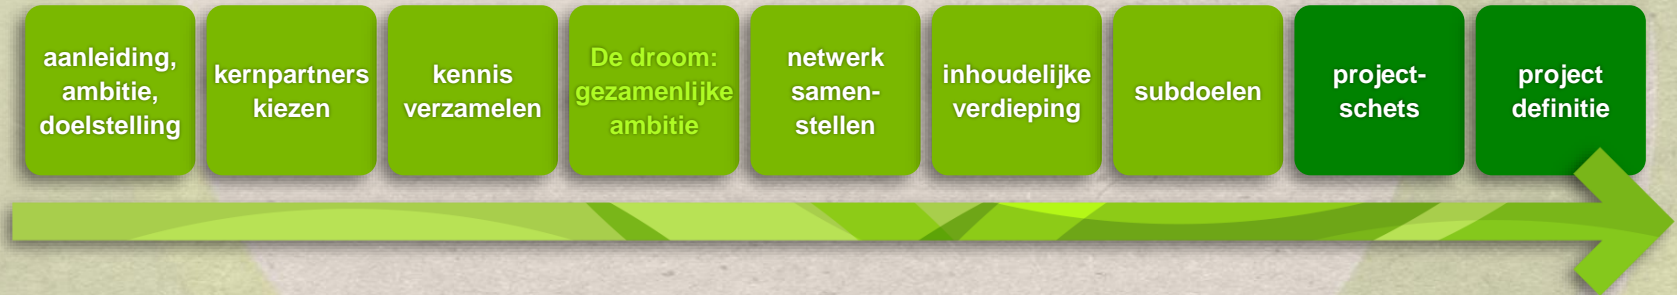 aanleiding,
ambitie,
doelstelling
kernpartners
kiezen
kennis
verzamelen
De droom:
gezamenlijke
ambitie
netwerk
samen-
stellen
inhoudelijke
verdieping
subdoelen
project-
schets
project
definitie